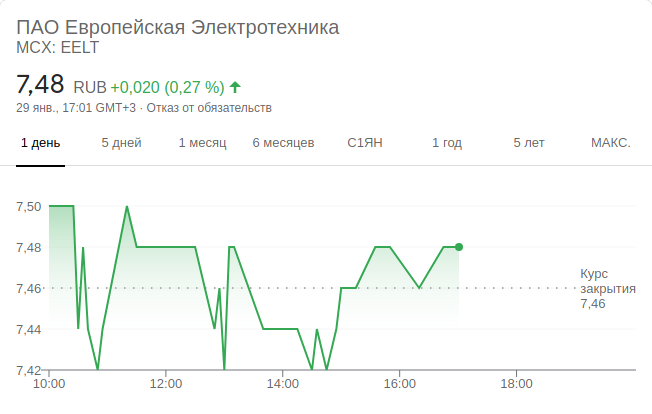 ПАО Европейская Электротехника
MCX: EELT
7,48 RUB +0,020 (0,27 %)
29 янв., 17:01 GMT+3 · Отказ от обязательств
1 день 5 дней 1 месяц 6 месяцев С1ЯН 1 год 5 лет МАКС.
7,50
7,48
7,46
7,44
7,42
Курс
закрытия
7,46
10:00 12:00 14:00 16:00 18:00